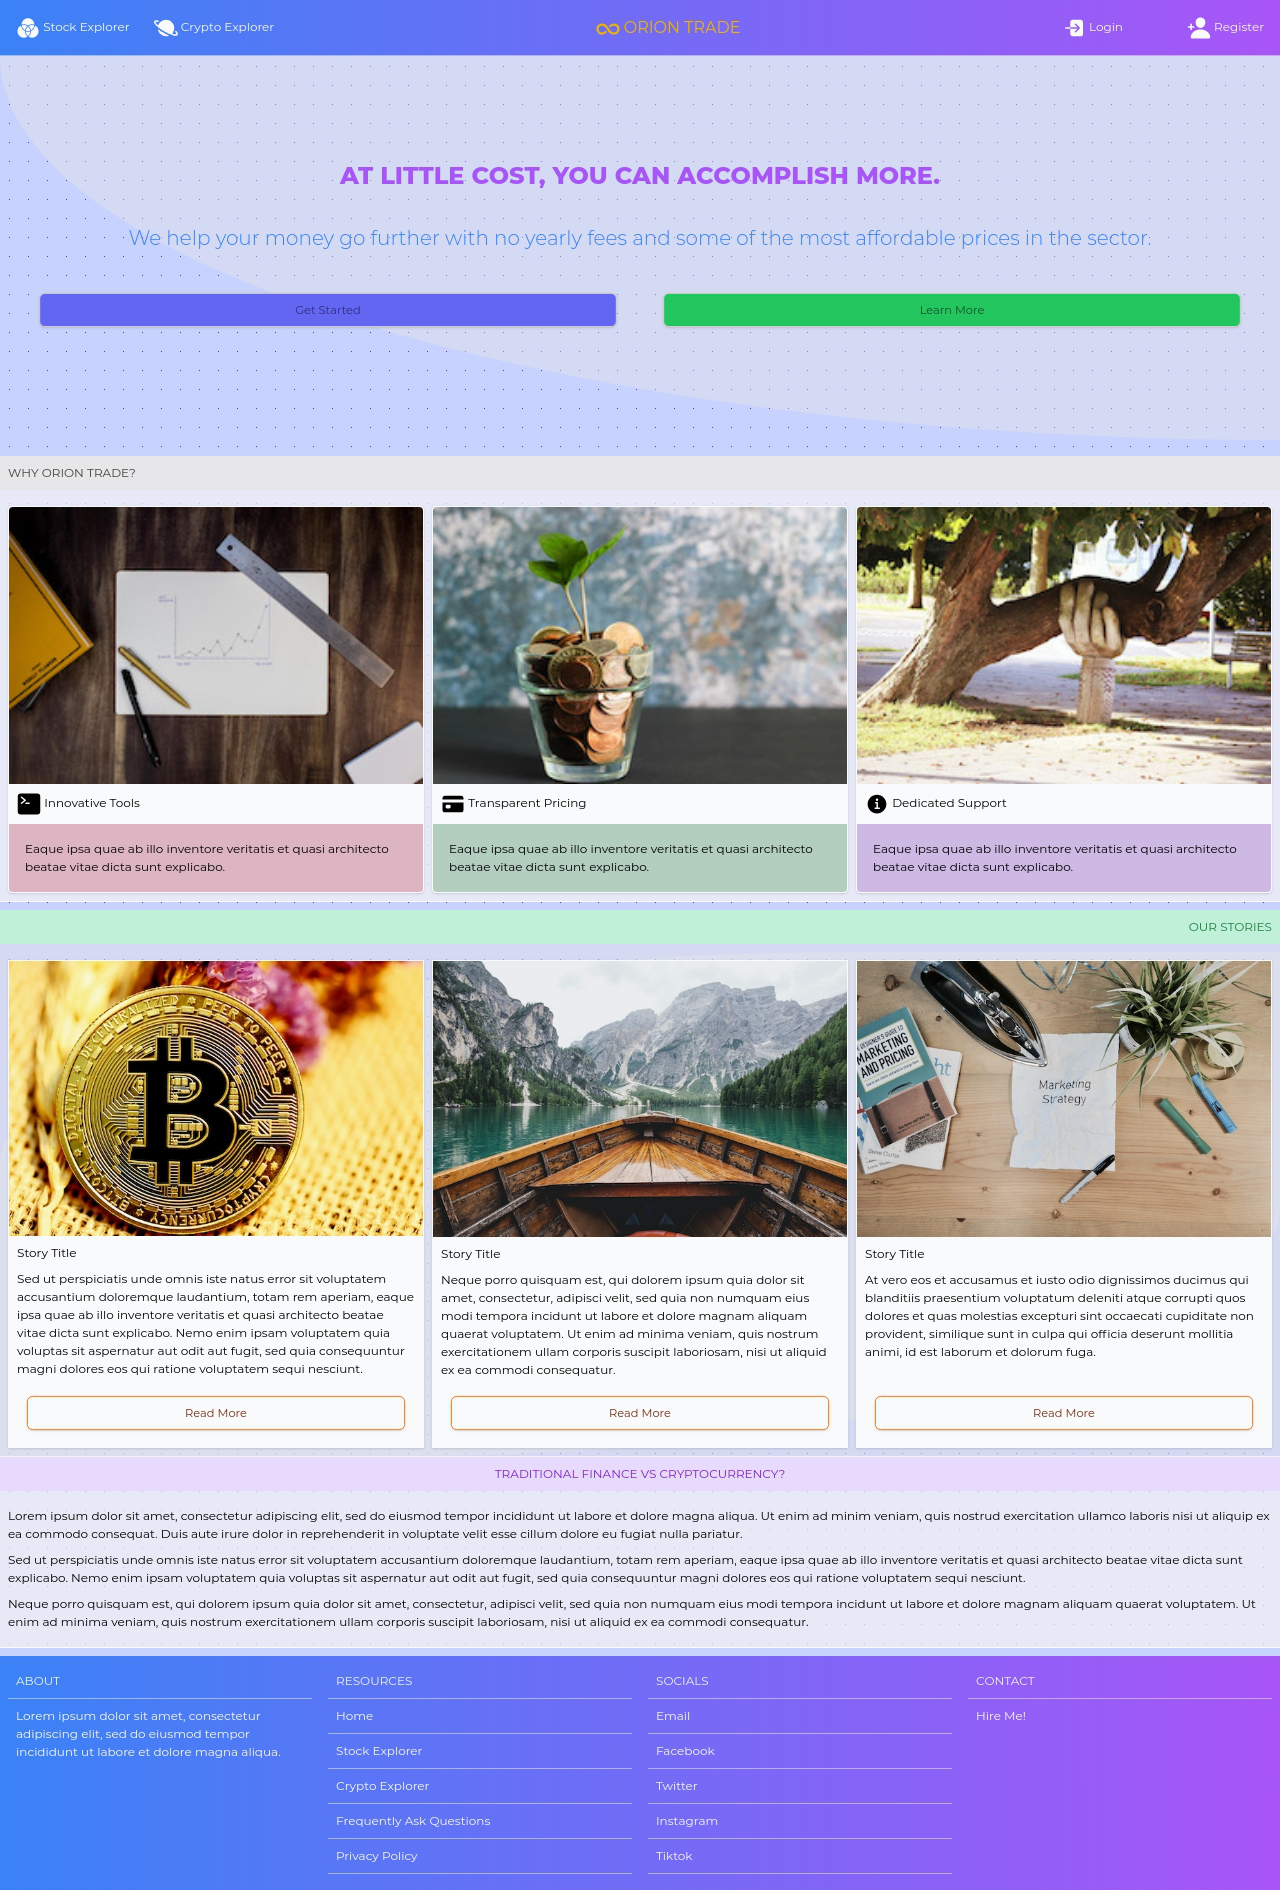 Stock Explorer
Crypto Explorer
ORION TRADE
Login
Register
AT LITTLE COST, YOU CAN ACCOMPLISH MORE.
We help your money go further with no yearly fees and some of the most affordable prices in the sector.
Get Started
Learn More
WHY ORION TRADE?
Innovative Tools
Eaque ipsa quae ab illo inventore veritatis et quasi architecto
beatae vitae dicta sunt explicabo.
Transparent Pricing
Eaque ipsa quae ab illo inventore veritatis et quasi architecto
beatae vitae dicta sunt explicabo.
Dedicated Support
Eaque ipsa quae ab illo inventore veritatis et quasi architecto
beatae vitae dicta sunt explicabo.
OUR STORIES
DIGITAL * DECENTRALIZED * PEER TO PEER
BITCOIN * CRYPTOCURRENCY
Story Title
Sed ut perspiciatis unde omnis iste natus error sit voluptatem
accusantium doloremque laudantium, totam rem aperiam, eaque
ipsa quae ab illo inventore veritatis et quasi architecto beatae
vitae dicta sunt explicabo. Nemo enim ipsam voluptatem quia
voluptas sit aspernatur aut odit aut fugit, sed quia consequuntur
magni dolores eos qui ratione voluptatem sequi nesciunt.
Read More
Story Title
Neque porro quisquam est, qui dolorem ipsum quia dolor sit
amet, consectetur, adipisci velit, sed quia non numquam eius
modi tempora incidunt ut labore et dolore magnam aliquam
quaerat voluptatem. Ut enim ad minima veniam, quis nostrum
exercitationem ullam corporis suscipit laboriosam, nisi ut aliquid
ex ea commodi consequatur.
Read More
DESIGNER'S GUIDE TO
MARKETING
AND PRICING
ht
Marketing
Strategy
Story Title
At vero eos et accusamus et iusto odio dignissimos ducimus qui
blanditiis praesentium voluptatum deleniti atque corrupti quos
dolores et quas molestias excepturi sint occaecati cupiditate non
provident, similique sunt in culpa qui officia deserunt mollitia
animi, id est laborum et dolorum fuga.
Read More
TRADITIONAL FINANCE VS CRYPTOCURRENCY?
Lorem ipsum dolor sit amet, consectetur adipiscing elit, sed do eiusmod tempor incididunt ut labore et dolore magna aliqua. Ut enim ad minim veniam, quis nostrud exercitation ullamco laboris nisi ut aliquip ex
ea commodo consequat. Duis aute irure dolor in reprehenderit in voluptate velit esse cillum dolore eu fugiat nulla pariatur.
Sed ut perspiciatis unde omnis iste natus error sit voluptatem accusantium doloremque laudantium, totam rem aperiam, eaque ipsa quae ab illo inventore veritatis et quasi architecto beatae vitae dicta sunt
explicabo. Nemo enim ipsam voluptatem quia voluptas sit aspernatur aut odit aut fugit, sed quia consequuntur magni dolores eos qui ratione voluptatem sequi nesciunt.
Neque porro quisquam est, qui dolorem ipsum quia dolor sit amet, consectetur, adipisci velit, sed quia non numquam eius modi tempora incidunt ut labore et dolore magnam aliquam quaerat voluptatem. Ut
enim ad minima veniam, quis nostrum exercitationem ullam corporis suscipit laboriosam, nisi ut aliquid ex ea commodi consequatur.
ABOUT
Lorem ipsum dolor sit amet, consectetur
adipiscing elit, sed do eiusmod tempor
incididunt ut labore et dolore magna aliqua.
RESOURCES
Home
Stock Explorer
Crypto Explorer
Frequently Ask Questions
Privacy Policy
SOCIALS
Email
Facebook
Twitter
Instagram
Tiktok
CONTACT
Hire Me!